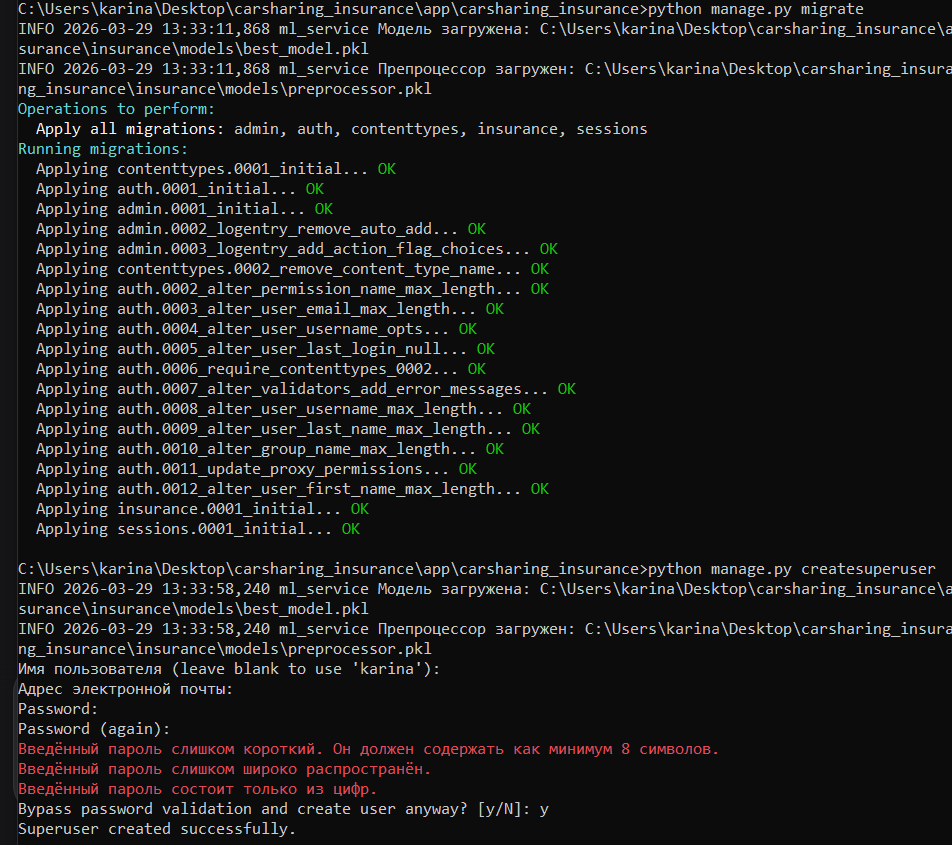 C:\Users\karina\Desktop\carsharing_insurance\app\carsharing_insurance>python manage.py migrate
INFO 2026-03-29 13:33:11,868 ml_service Модель загружена: C:\Users\karina\Desktop\carsharing_insurance\a
surance\insurance\models\best_model.pkl
INFO 2026-03-29 13:33:11,868 ml_service Препроцессор загружен: C:\Users\karina\Desktop\carsharing_insura
ng_insurance\insurance\models\preprocessor.pkl
Operations to perform:
  Apply all migrations: admin, auth, contenttypes, insurance, sessions
Running migrations:
  Applying contenttypes.0001_initial... OK
  Applying auth.0001_initial... OK
  Applying admin.0001_initial... OK
  Applying admin.0002_logentry_remove_auto_add... OK
  Applying admin.0003_logentry_add_action_flag_choices... OK
  Applying contenttypes.0002_remove_content_type_name... OK
  Applying auth.0002_alter_permission_name_max_length... OK
  Applying auth.0003_alter_user_email_max_length... OK
  Applying auth.0004_alter_user_username_opts... OK
  Applying auth.0005_alter_user_last_login_null... OK
  Applying auth.0006_require_contenttypes_0002... OK
  Applying auth.0007_alter_validators_add_error_messages... OK
  Applying auth.0008_alter_user_username_max_length... OK
  Applying auth.0009_alter_user_last_name_max_length... OK
  Applying auth.0010_alter_group_name_max_length... OK
  Applying auth.0011_update_proxy_permissions... OK
  Applying auth.0012_alter_user_first_name_max_length... OK
  Applying insurance.0001_initial... OK
  Applying sessions.0001_initial... OK
C:\Users\karina\Desktop\carsharing_insurance\app\carsharing_insurance>python manage.py createsuperuser
INFO 2026-03-29 13:33:58,240 ml_service Модель загружена: C:\Users\karina\Desktop\carsharing_insurance\a
surance\insurance\models\best_model.pkl
INFO 2026-03-29 13:33:58,240 ml_service Препроцессор загружен: C:\Users\karina\Desktop\carsharing_insura
ng_insurance\insurance\models\preprocessor.pkl
Имя пользователя (leave blank to use 'karina'):
Адрес электронной почты:
Password:
Password (again):
Введённый пароль слишком короткий. Он должен содержать как минимум 8 символов.
Введённый пароль слишком широко распространён.
Введённый пароль состоит только из цифр.
Bypass password validation and create user anyway? [y/N]: y
Superuser created successfully.